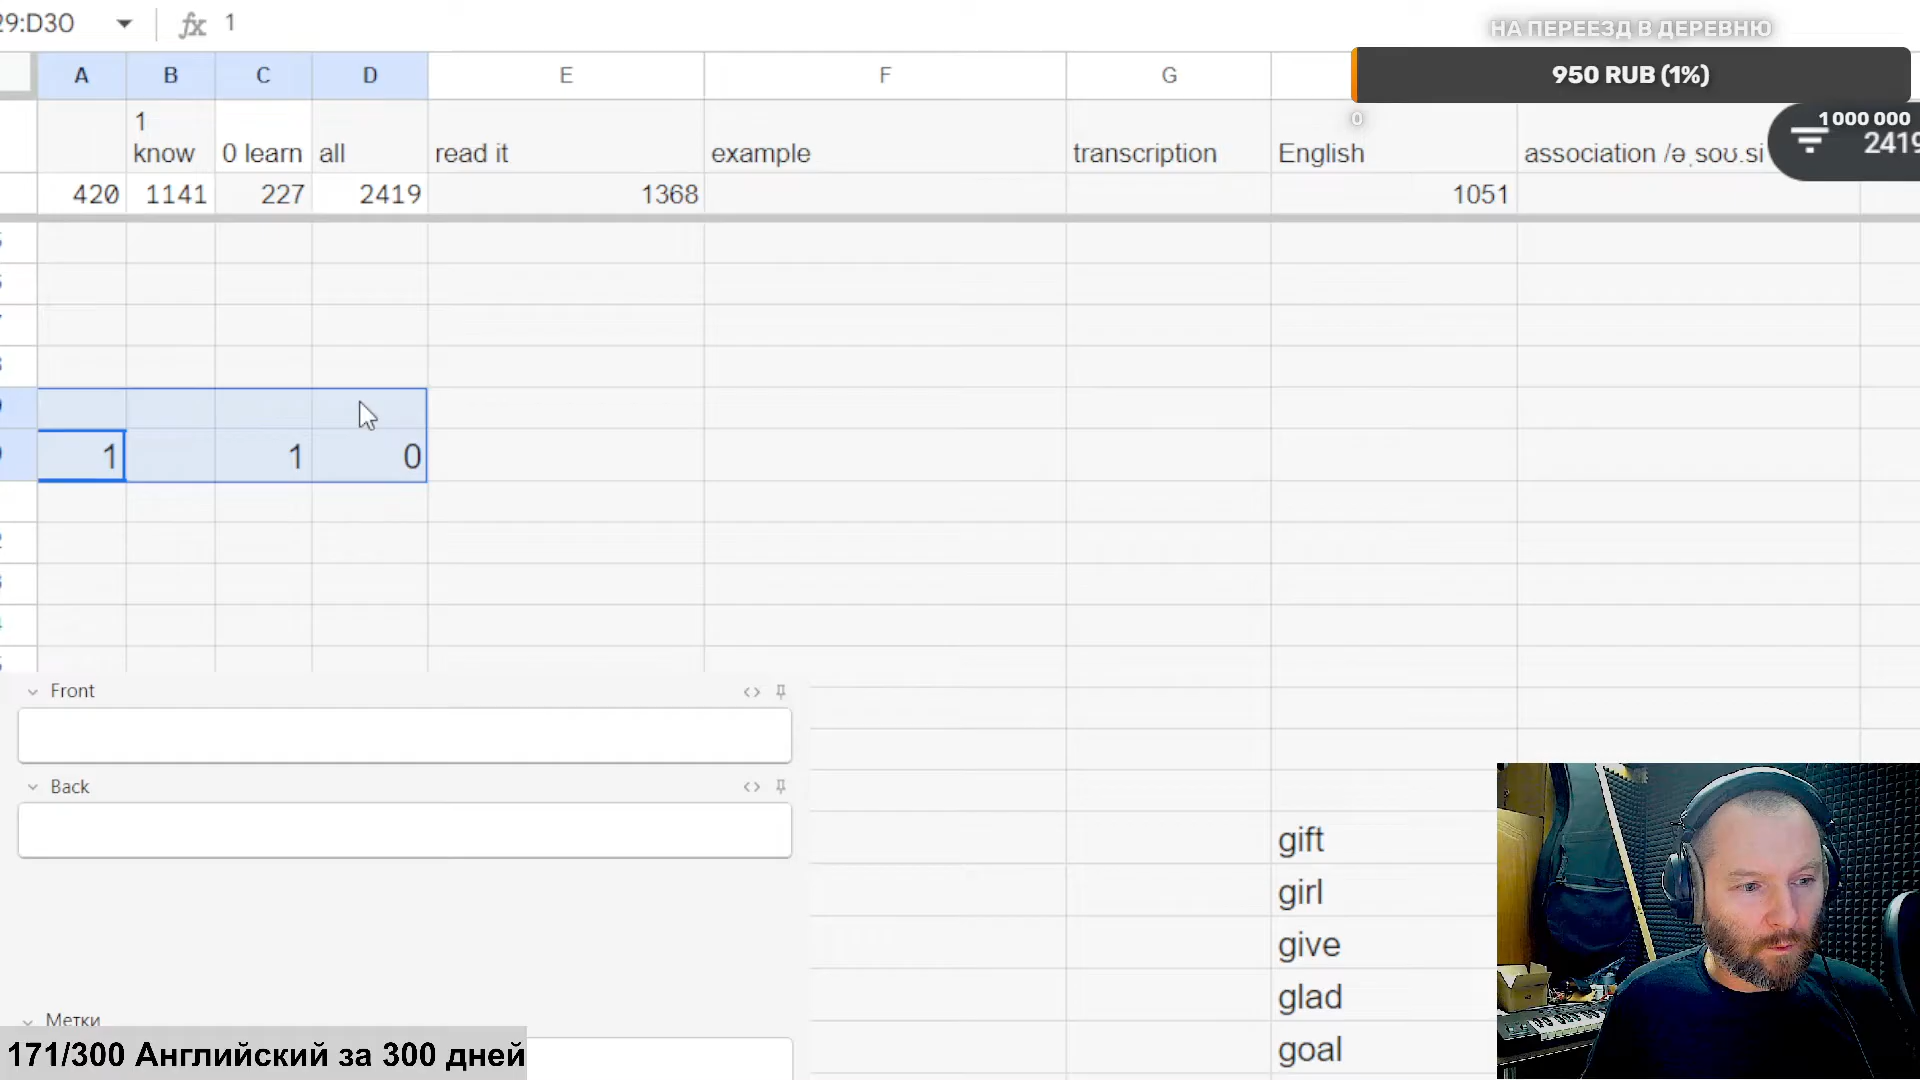 29:D30 fx 1
НА ПЕРЕЕЗД В ДЕРЕВНЮ
950 RUB (1%)
0 1 000 000
2419
A B C D E F G
1 know 0 learn all read it example transcription English association /əˌsoʊ.si
420 1141 227 2419 1368 1051
1 1 0
Front
Back
Метки
gift
girl
give
glad
goal
171/300 Английский за 300 дней